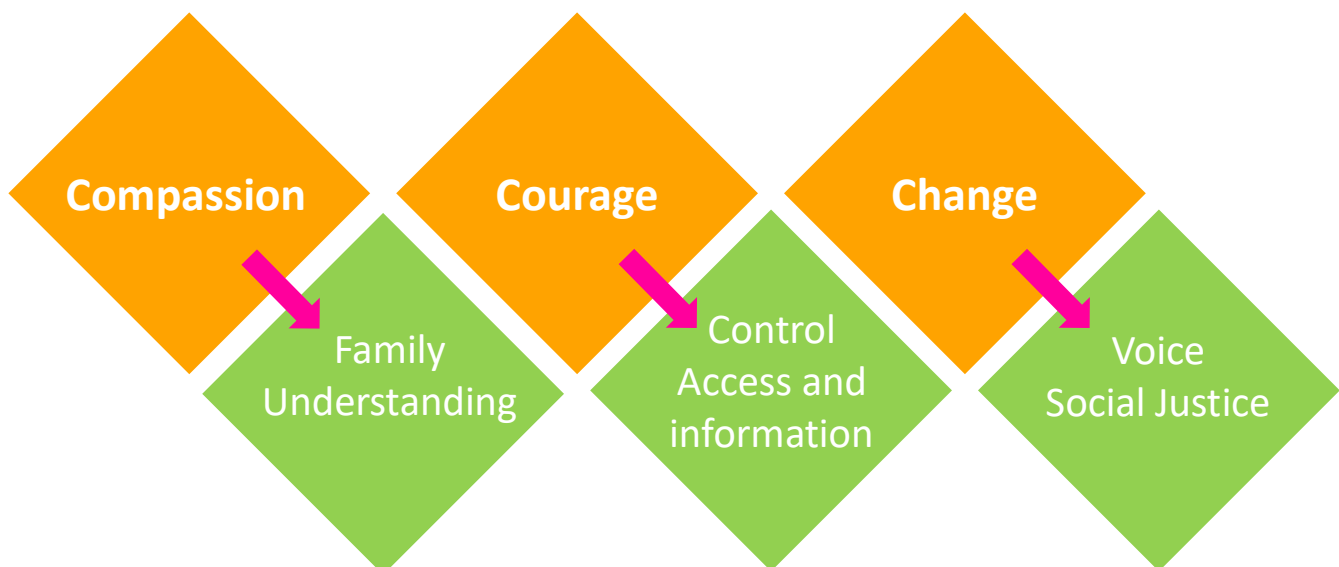 Compassion
Courage
Change
Family
Understanding
Control
Access and
information
Voice
Social Justice